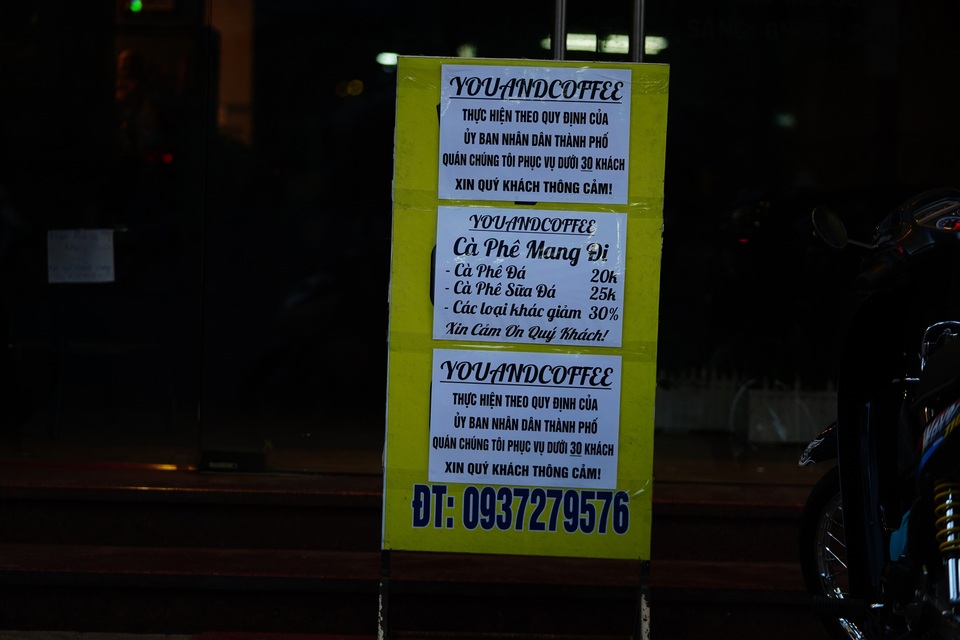 YOUANDCOFFEE
THỰC HIỆN THEO QUY ĐỊNH CỦA
ỦY BAN NHÂN DÂN THÀNH PHỐ
QUÁN CHÚNG TÔI PHỤC VỤ DƯỚI 30 KHÁCH
XIN QUÝ KHÁCH THÔNG CẢM!
YOUANDCOFFEE
Cà Phê Mang Đi
- Cà Phê Đá 20k
- Cà Phê Sữa Đá 25k
- Các loại khác giảm 30%
Xin Cảm Ơn Quý Khách!
YOUANDCOFFEE
THỰC HIỆN THEO QUY ĐỊNH CỦA
ỦY BAN NHÂN DÂN THÀNH PHỐ
QUÁN CHÚNG TÔI PHỤC VỤ DƯỚI 30 KHÁCH
XIN QUÝ KHÁCH THÔNG CẢM!
ĐT: 0937279576